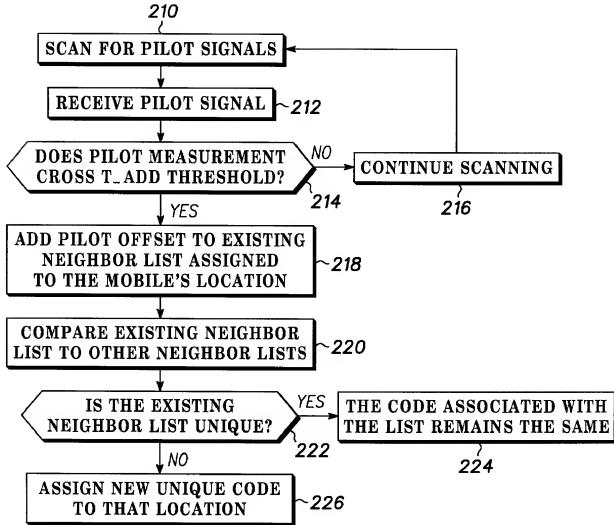 210
SCAN FOR PILOT SIGNALS
RECEIVE PILOT SIGNAL
212
DOES PILOT MEASUREMENT
CROSS T_ADD THRESHOLD?
NO
214
CONTINUE SCANNING
216
YES
ADD PILOT OFFSET TO EXISTING
NEIGHBOR LIST ASSIGNED
TO THE MOBILE'S LOCATION
218
COMPARE EXISTING NEIGHBOR
LIST TO OTHER NEIGHBOR LISTS
220
IS THE EXISTING
NEIGHBOR LIST UNIQUE?
YES
222
THE CODE ASSOCIATED WITH
THE LIST REMAINS THE SAME
224
NO
ASSIGN NEW UNIQUE CODE
TO THAT LOCATION
226